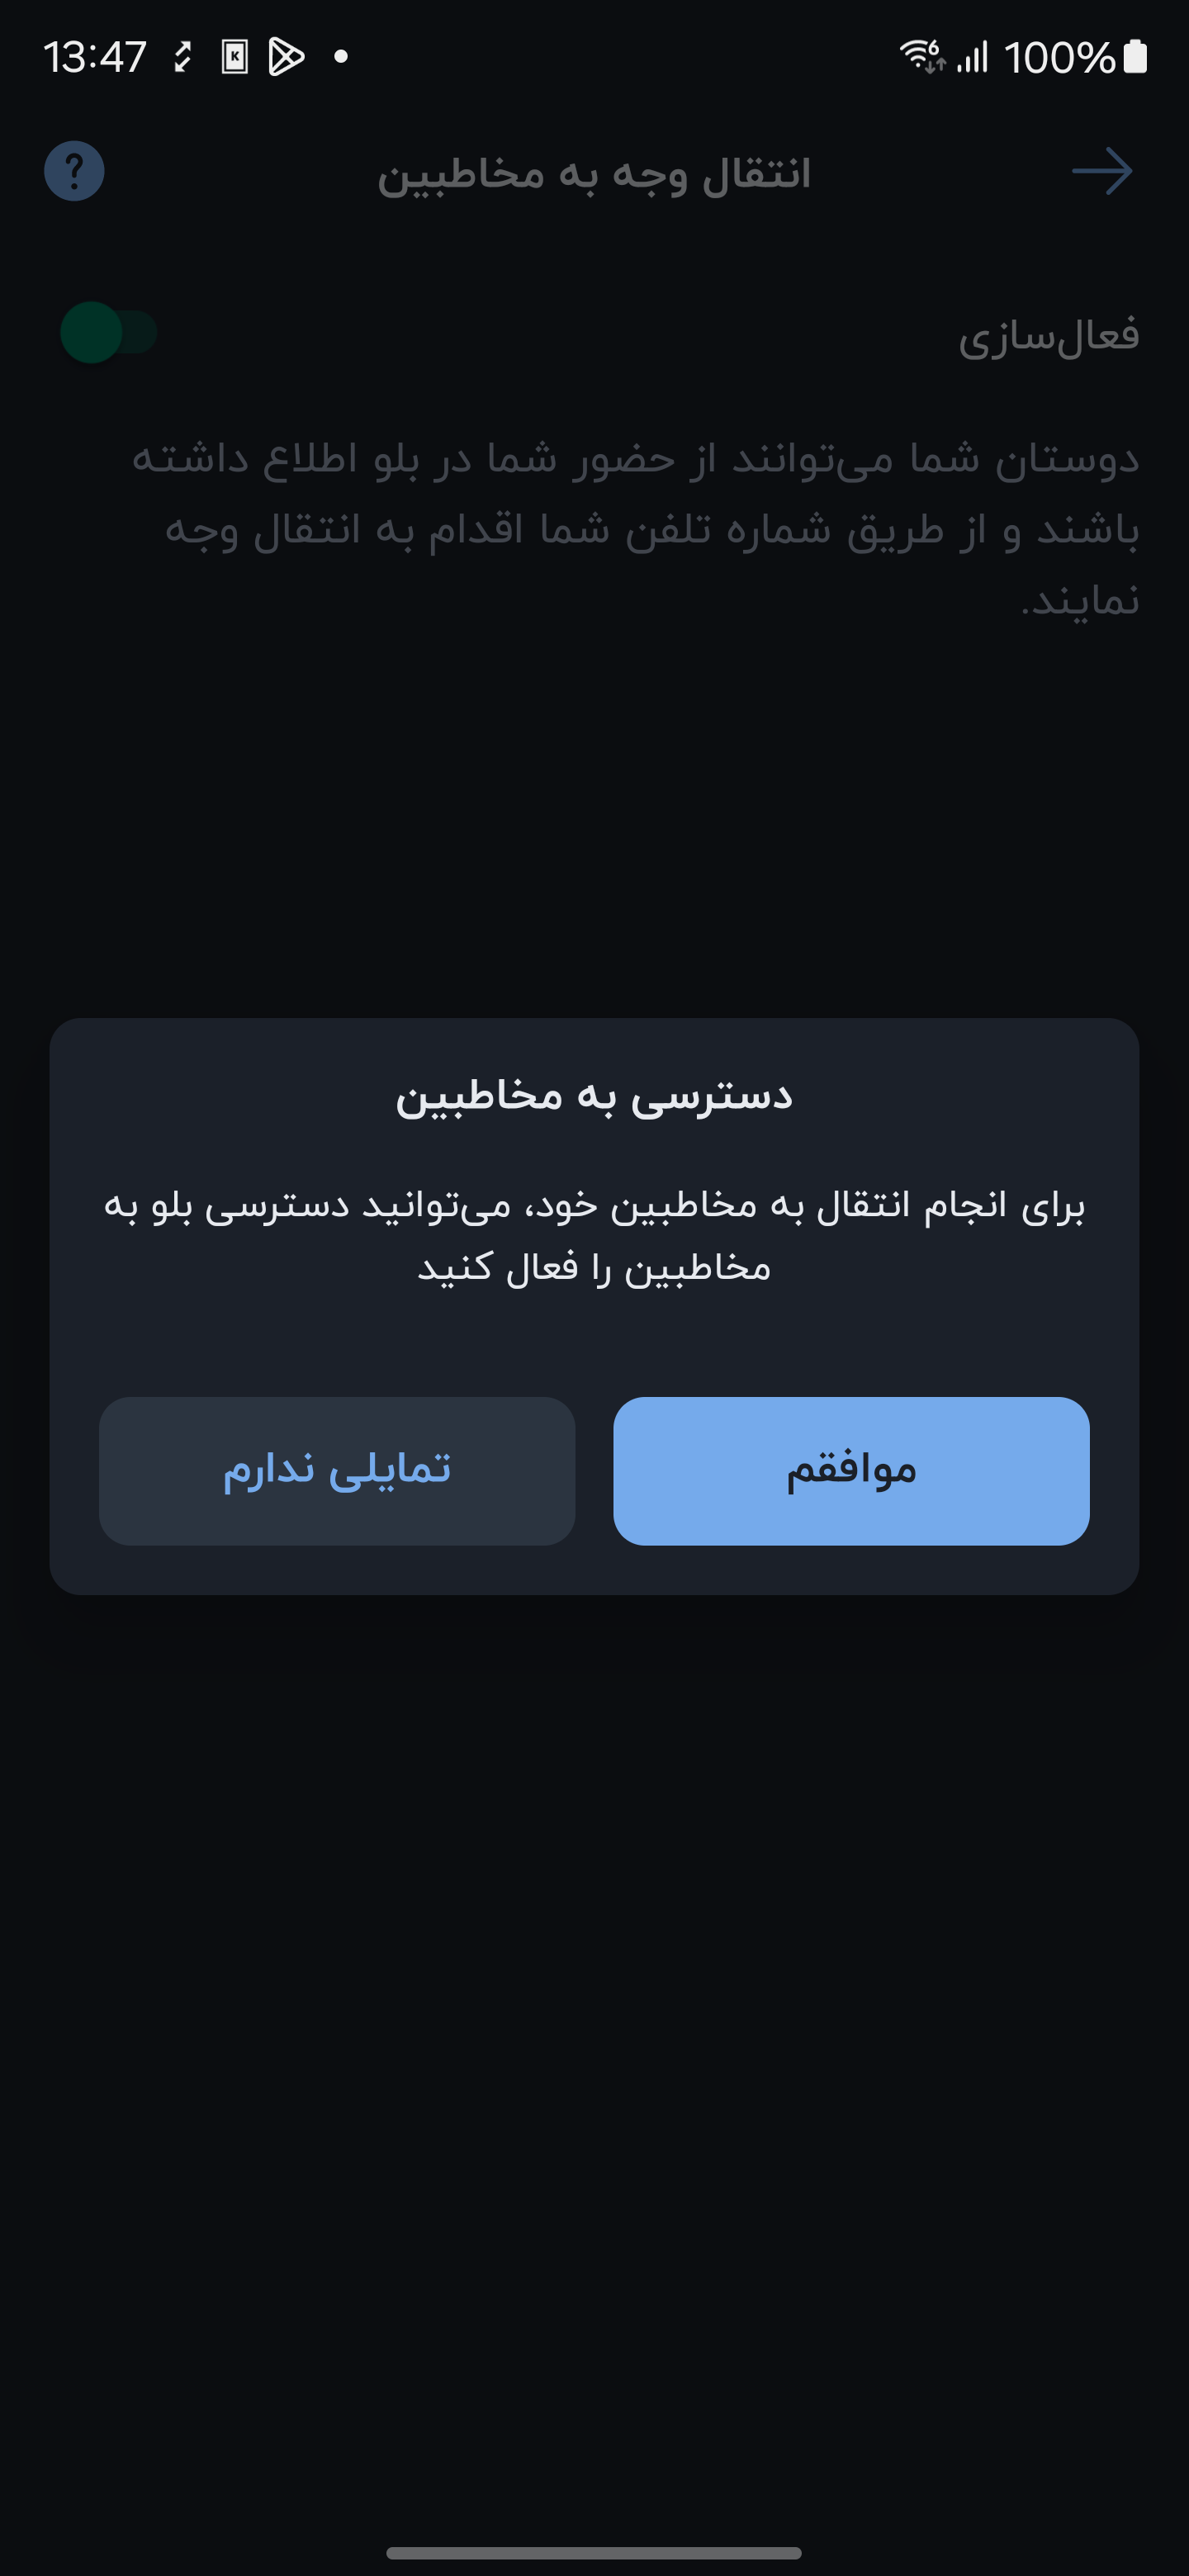 13:47
100%
انتقال وجه به مخاطبین
فعال‌سازی
دوستان شما می‌توانند از حضور شما در بلو اطلاع داشته
باشند و از طریق شماره تلفن شما اقدام به انتقال وجه
نمایند.
دسترسی به مخاطبین
برای انجام انتقال به مخاطبین خود، می‌توانید دسترسی بلو به
مخاطبین را فعال کنید
موافقم
تمایلی ندارم